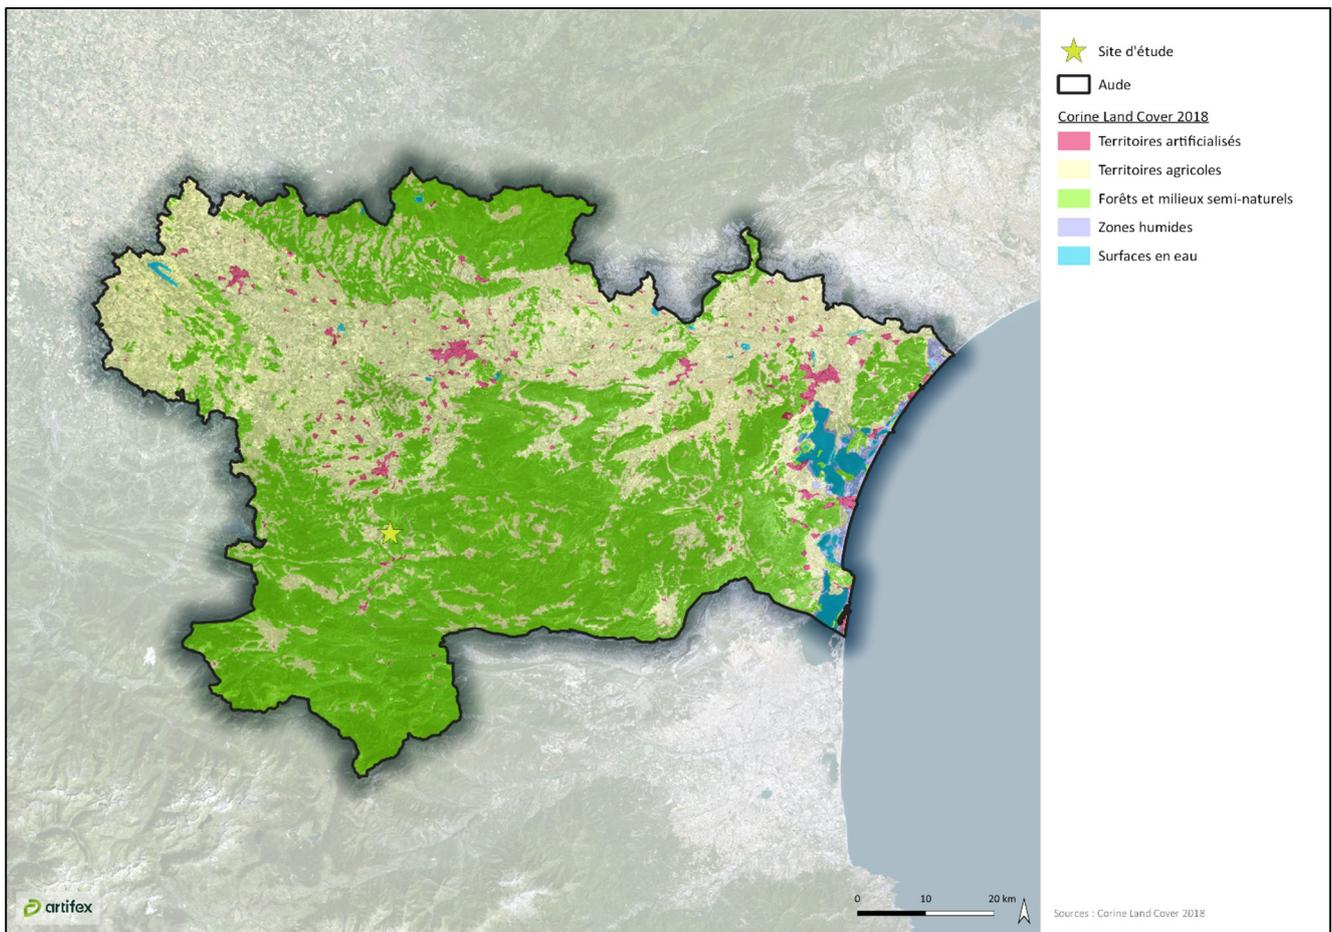 Site d'étude
Aude
Corine Land Cover 2018
Territoires artificialisés
Territoires agricoles
Forêts et milieux semi-naturels
Zones humides
Surfaces en eau
artifex
0 10 20 km
Sources : Corine Land Cover 2018